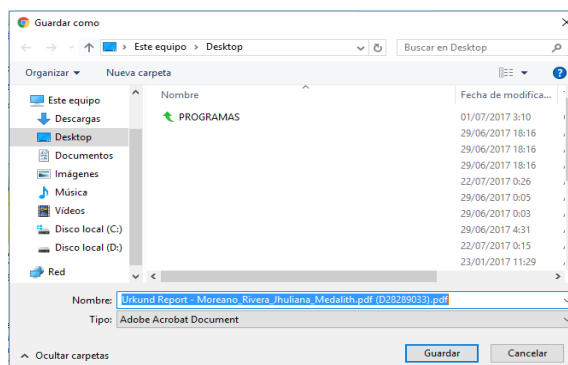 Guardar como
Este equipo > Desktop
Buscar en Desktop
Organizar
Nueva carpeta
Este equipo
Descargas
Desktop
Documentos
Imágenes
Música
Vídeos
Disco local (C:)
Disco local (D:)
Red
Nombre
Fecha de modifica...
PROGRAMAS
01/07/2017 3:10
29/06/2017 18:16
29/06/2017 18:16
29/06/2017 18:16
22/07/2017 0:26
29/06/2017 0:05
29/06/2017 0:03
29/06/2017 4:31
22/07/2017 0:15
23/01/2017 11:29
Nombre: Urkund Report - Moreano_Rivera_Jhuliana_Medalith.pdf (D28289033).pdf
Tipo: Adobe Acrobat Document
Ocultar carpetas
Guardar
Cancelar